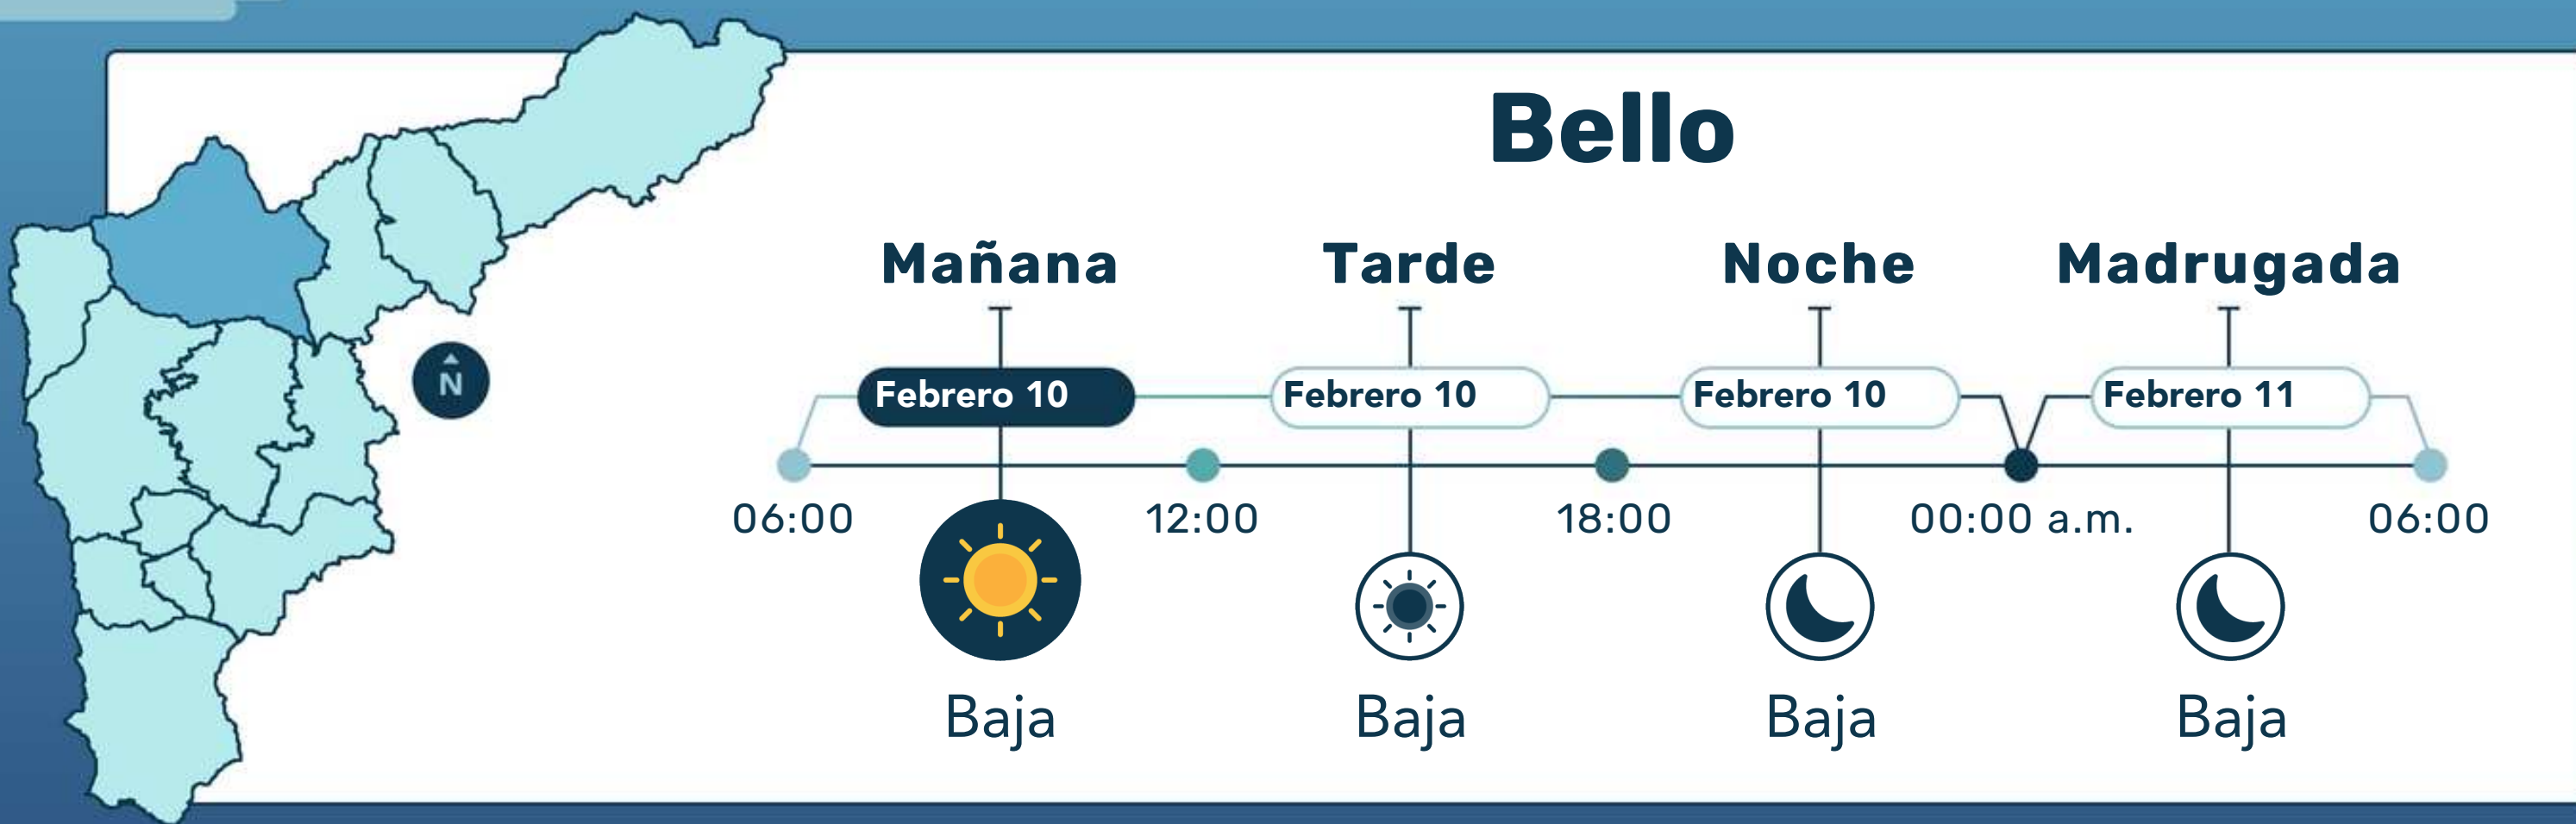 Bello
Mañana Tarde Noche Madrugada
Febrero 10 Febrero 10 Febrero 10 Febrero 11
N
06:00 12:00 18:00 00:00 a.m. 06:00
Baja Baja Baja Baja